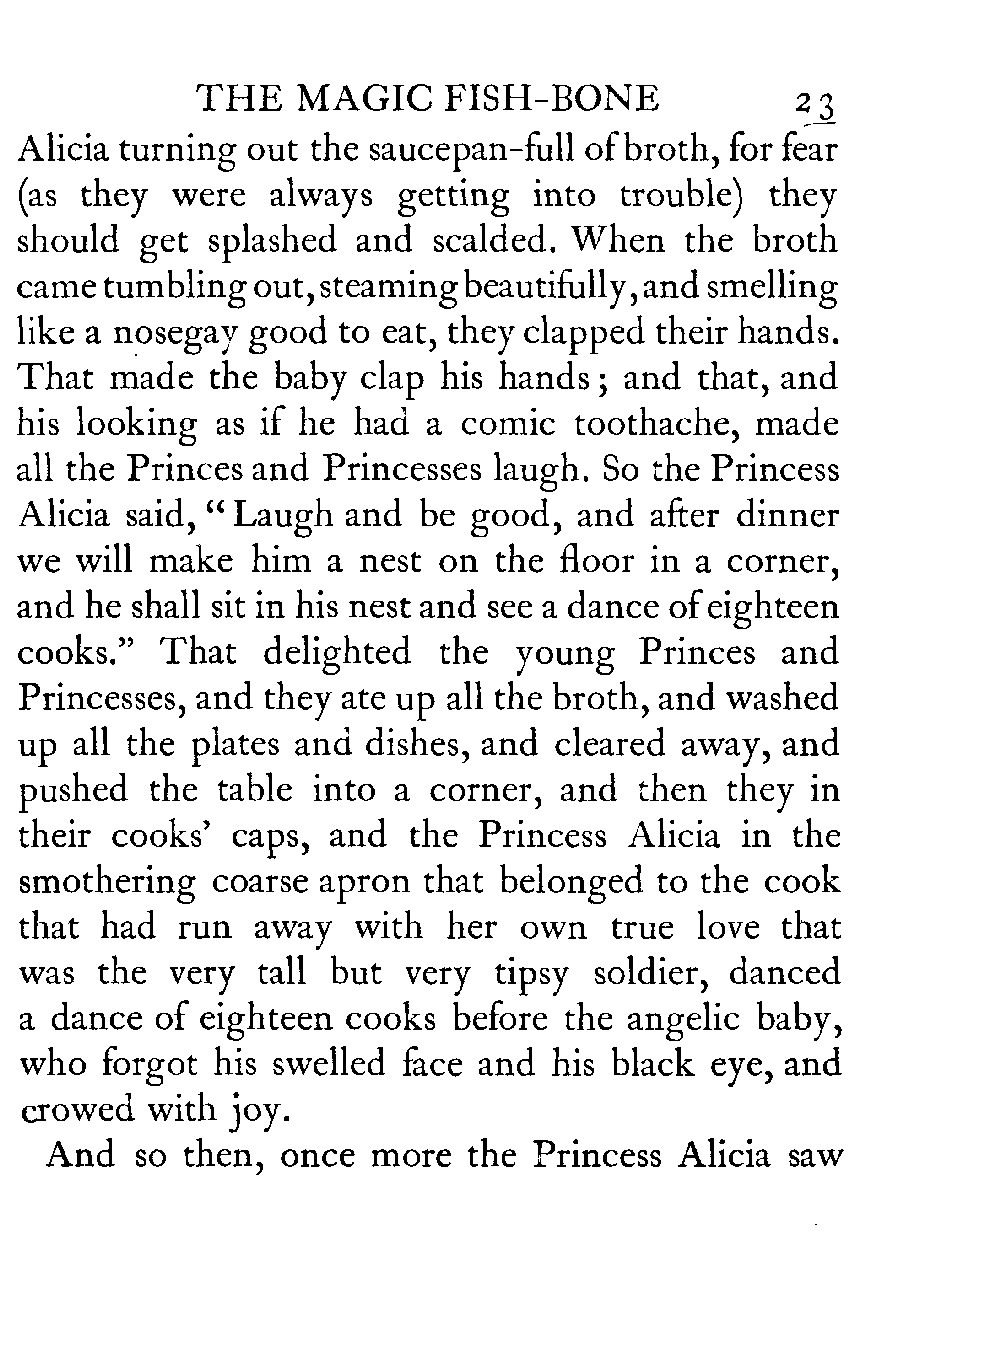 THE MAGIC FISH-BONE 23
Alicia turning out the saucepan-full of broth, for fear
(as they were always getting into trouble) they
should get splashed and scalded. When the broth
came tumbling out, steaming beautifully, and smelling
like a nosegay good to eat, they clapped their hands.
That made the baby clap his hands; and that, and
his looking as if he had a comic toothache, made
all the Princes and Princesses laugh. So the Princess
Alicia said, “Laugh and be good, and after dinner
we will make him a nest on the floor in a corner,
and he shall sit in his nest and see a dance of eighteen
cooks.” That delighted the young Princes and
Princesses, and they ate up all the broth, and washed
up all the plates and dishes, and cleared away, and
pushed the table into a corner, and then they in
their cooks’ caps, and the Princess Alicia in the
smothering coarse apron that belonged to the cook
that had run away with her own true love that
was the very tall but very tipsy soldier, danced
a dance of eighteen cooks before the angelic baby,
who forgot his swelled face and his black eye, and
crowed with joy.
And so then, once more the Princess Alicia saw